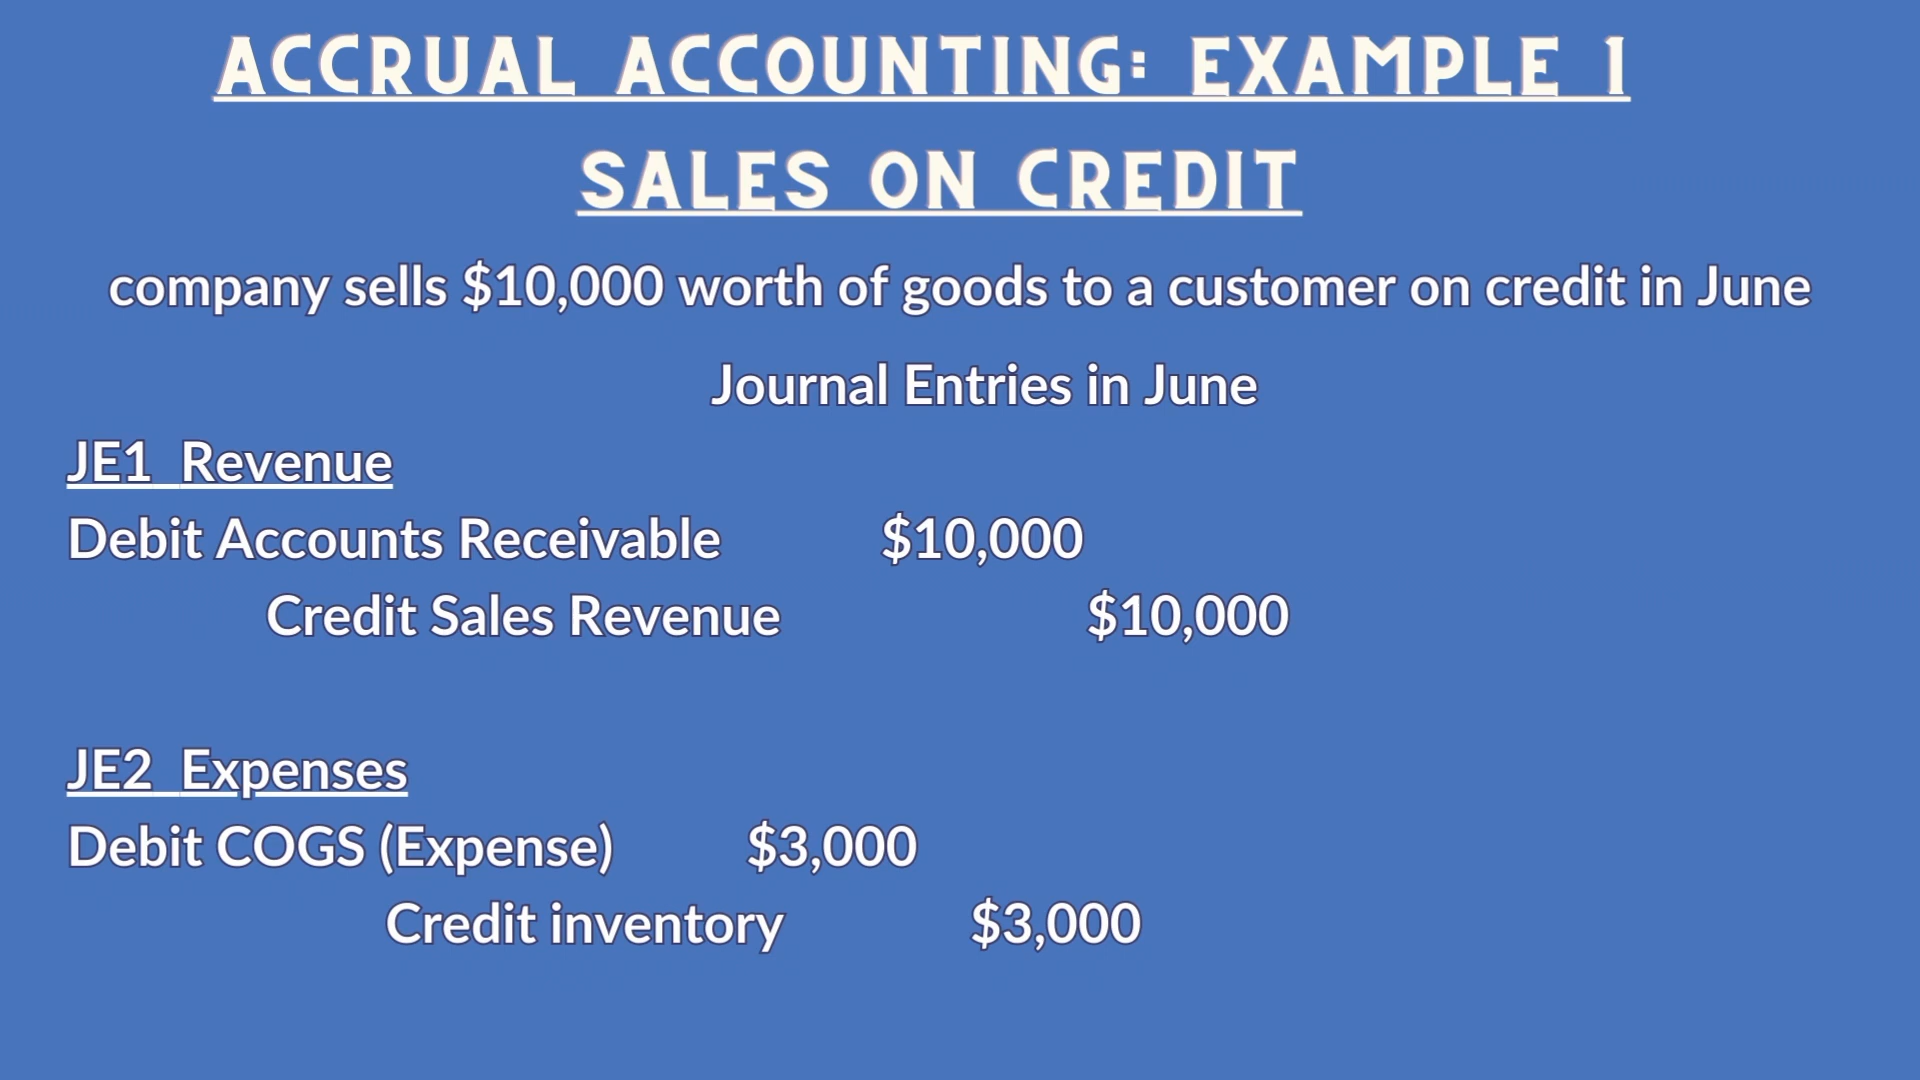 ACCRUAL ACCOUNTING: EXAMPLE 1
SALES ON CREDIT
company sells $10,000 worth of goods to a customer on credit in June
Journal Entries in June
JE1 Revenue
Debit Accounts Receivable $10,000
Credit Sales Revenue $10,000
JE2 Expenses
Debit COGS (Expense) $3,000
Credit inventory $3,000